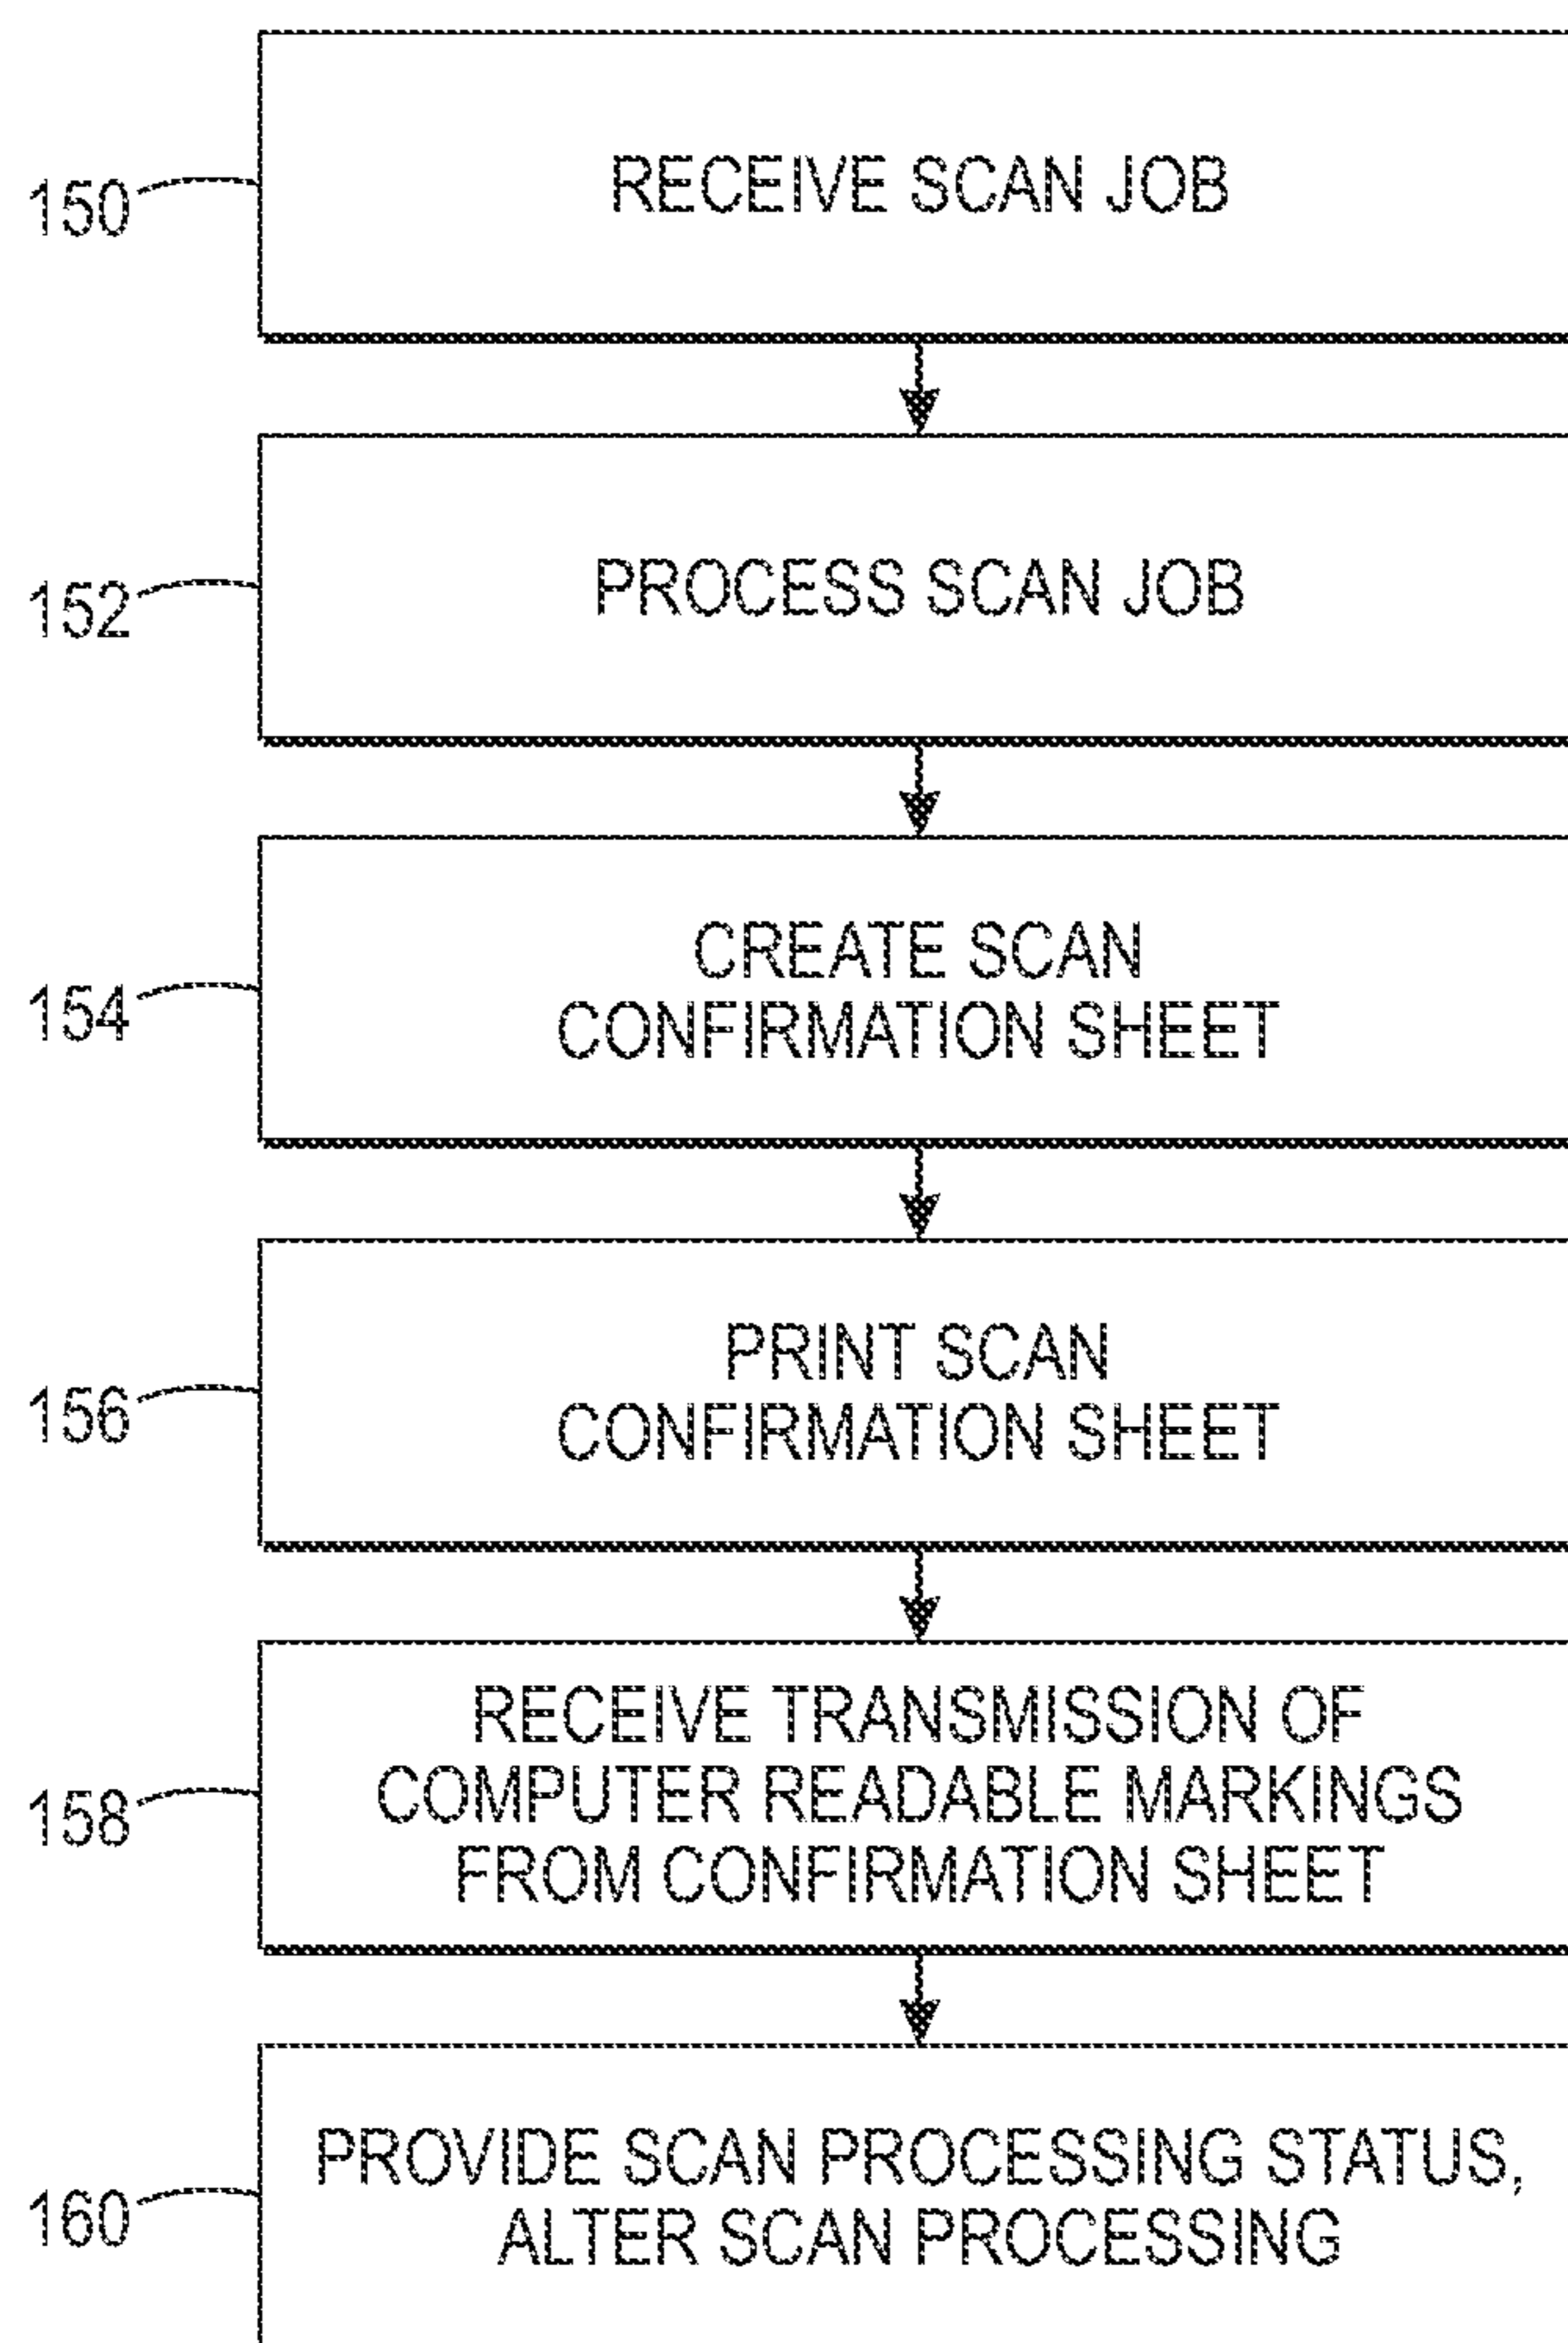 150
RECEIVE SCAN JOB
152
PROCESS SCAN JOB
154
CREATE SCAN
CONFIRMATION SHEET
156
PRINT SCAN
CONFIRMATION SHEET
158
RECEIVE TRANSMISSION OF
COMPUTER READABLE MARKINGS
FROM CONFIRMATION SHEET
160
PROVIDE SCAN PROCESSING STATUS,
ALTER SCAN PROCESSING